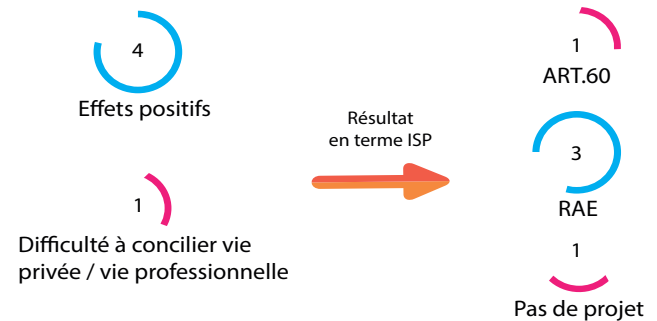 4
Effets positifs
1
Difficulté à concilier vie
privée / vie professionnelle
Résultat
en terme ISP
1
ART.60
3
RAE
1
Pas de projet